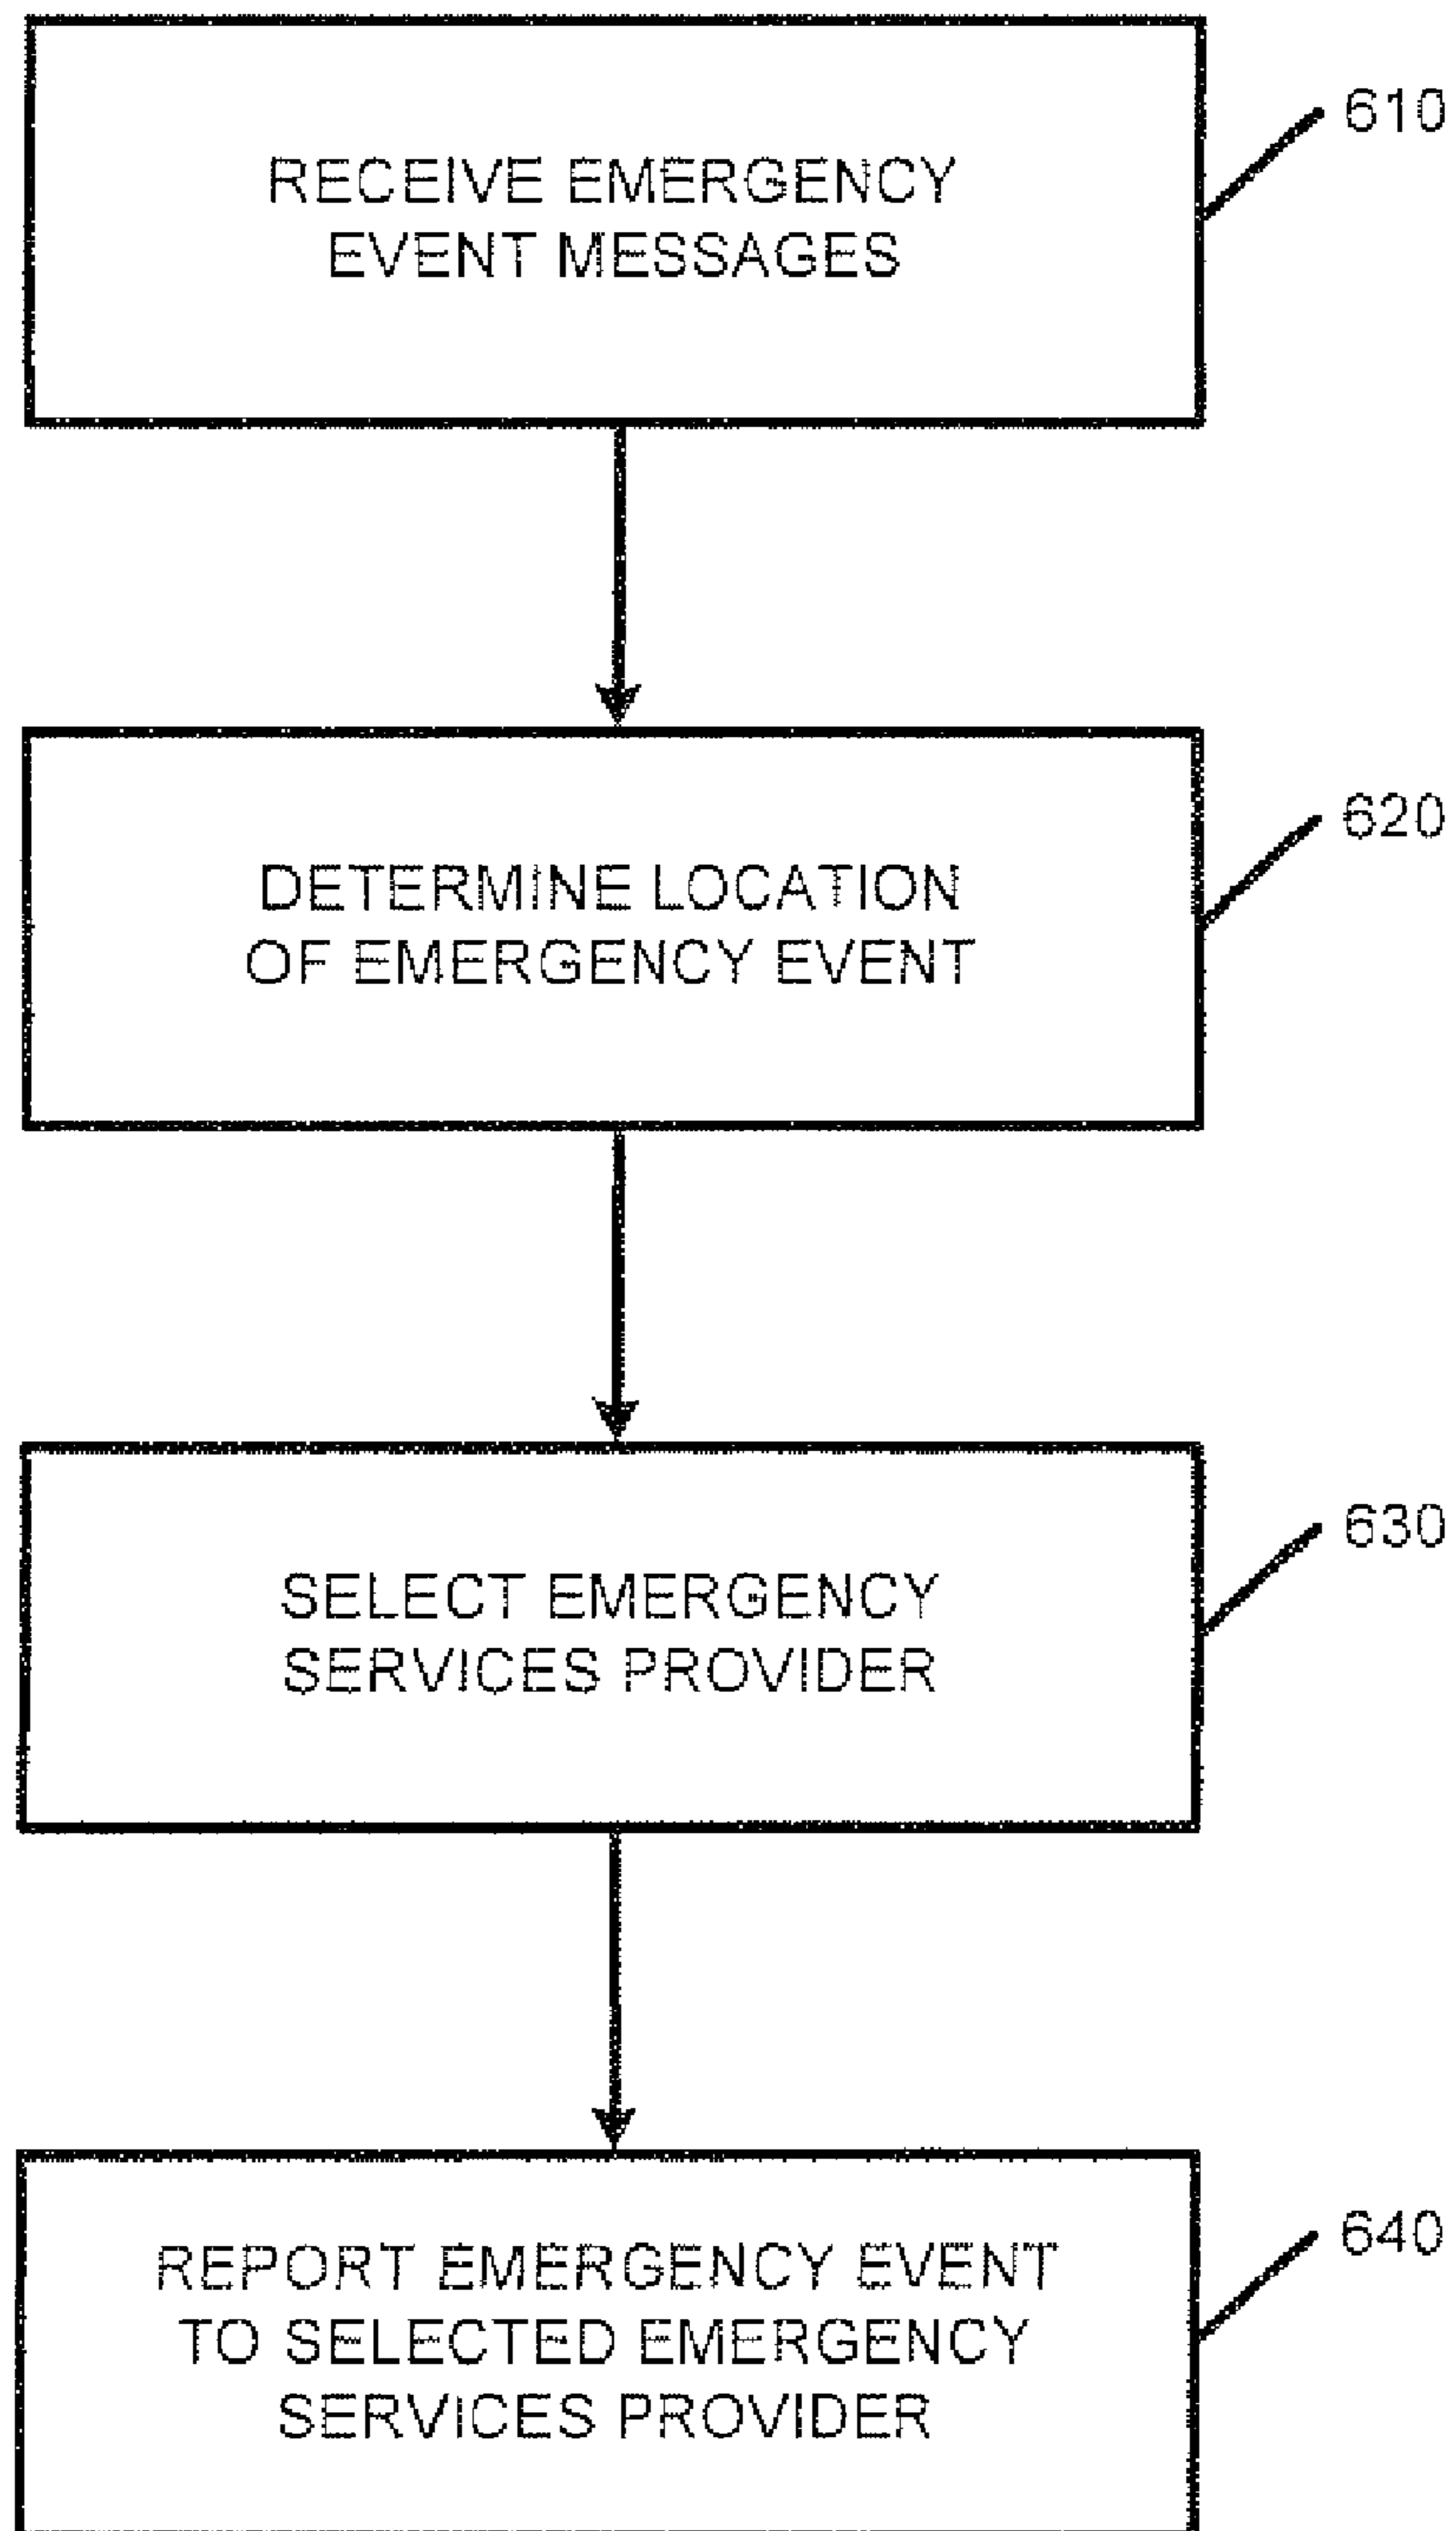 RECEIVE EMERGENCY
EVENT MESSAGES
610
DETERMINE LOCATION
OF EMERGENCY EVENT
620
SELECT EMERGENCY
SERVICES PROVIDER
630
REPORT EMERGENCY EVENT
TO SELECTED EMERGENCY
SERVICES PROVIDER
640